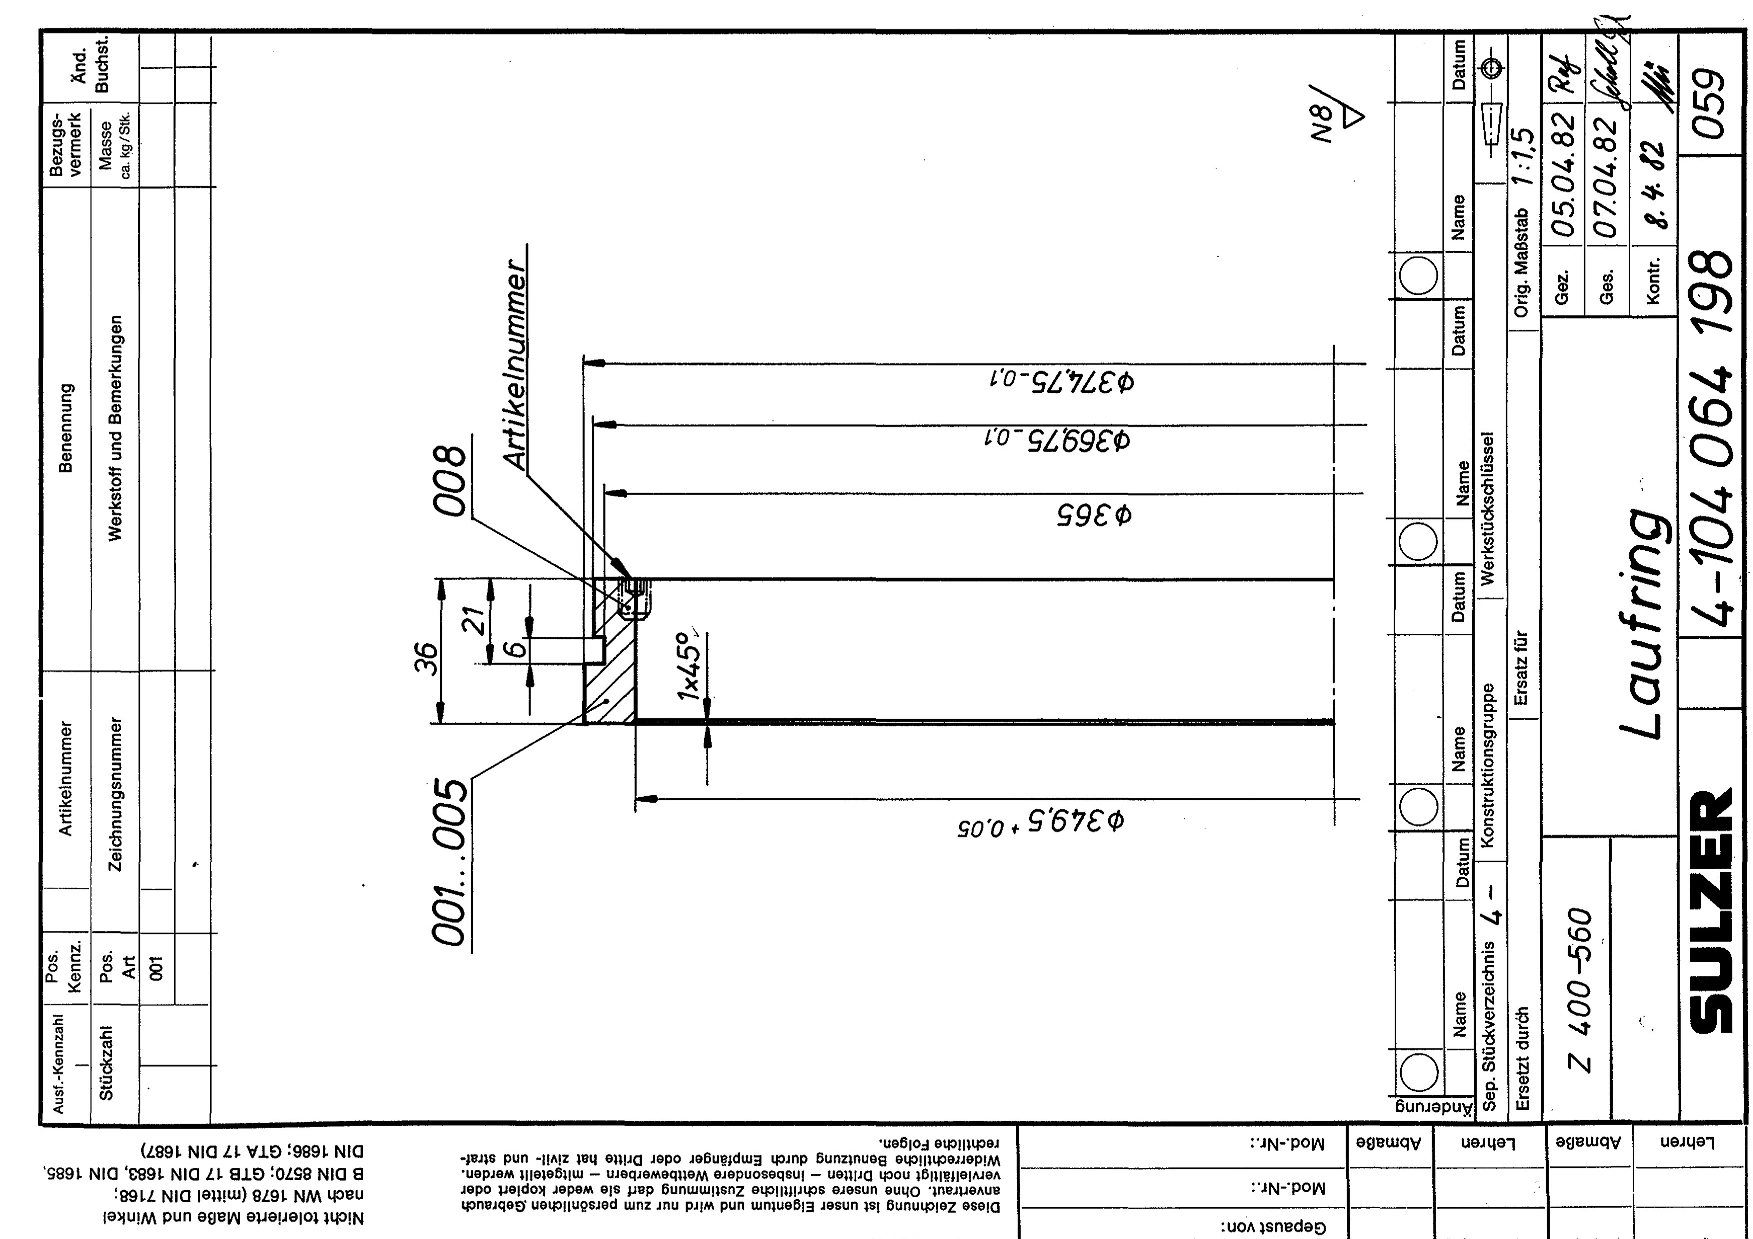 Änd.
Buchst.
Bezugs-
vermerk
Masse
ca. kg/Stk.
Benennung
Werkstoff und Bemerkungen
Artikelnummer
Zeichnungsnummer
Pos.
Kennz.
Pos.
Art
001
Ausf.-Kennzahl
Stückzahl
N8
Artikelnummer
008
36
21
6
1x45°
001...005
Φ374,75 -0,1
Φ369,75 -0,1
Φ365
Φ349,5 +0,05
Änderung
Name
Datum
Name
Datum
Name
Datum
Name
Datum
Sep. Stückverzeichnis 4 –
Konstruktionsgruppe
Werkstückschlüssel
Ersetzt durch
Ersatz für
Orig. Maßstab 1:1,5
Gez. 05.04.82
Ges. 07.04.82
Kontr. 8.4.82
Z 400-560
Laufring
SULZER
4-104 064 198
059
Nicht tolerierte Maße und Winkel
nach WN 1678 (mittel DIN 7168;
B DIN 8570; GTB 17 DIN 1683, DIN 1685,
DIN 1686; GTA 17 DIN 1687)
Diese Zeichnung ist unser Eigentum und wird nur zum persönlichen Gebrauch
anvertraut. Ohne unsere schriftliche Zustimmung darf sie weder kopiert oder
vervielfältigt noch Dritten – insbesondere Wettbewerbern – mitgeteilt werden.
Widerrechtliche Benutzung durch Empfänger oder Dritte hat zivil- und straf-
rechtliche Folgen.
Gepaust von:
Mod.-Nr.:
Mod.-Nr.:
Abmaße
Lehren
Abmaße
Lehren